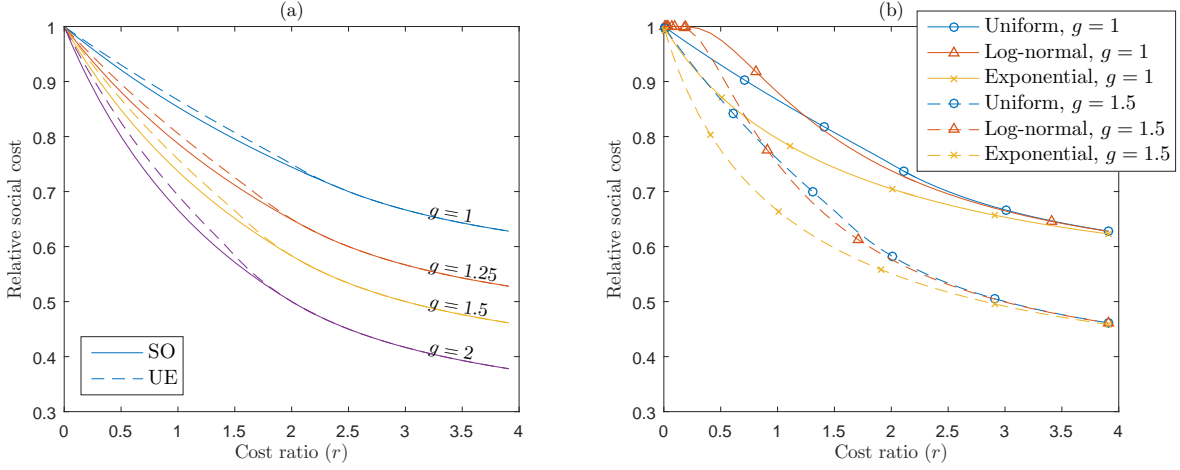 (a)
1
0.9
0.8
0.7
0.6
0.5
0.4
0.3
Relative social cost
g = 1
g = 1.25
g = 1.5
g = 2
SO
UE
0 0.5 1 1.5 2 2.5 3 3.5 4
Cost ratio (r)
(b)
1
0.9
0.8
0.7
0.6
0.5
0.4
0.3
Relative social cost
Uniform, g = 1
Log-normal, g = 1
Exponential, g = 1
Uniform, g = 1.5
Log-normal, g = 1.5
Exponential, g = 1.5
0 0.5 1 1.5 2 2.5 3 3.5 4
Cost ratio (r)